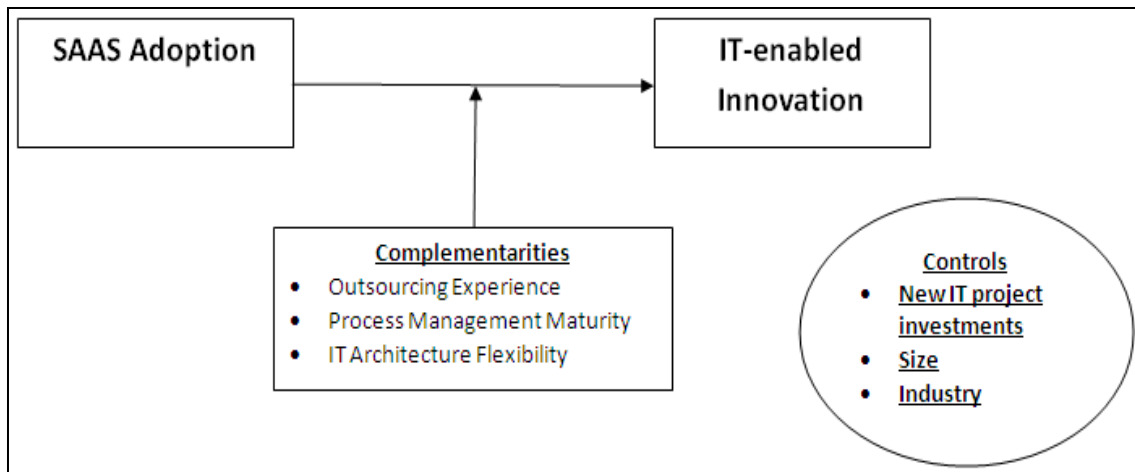 SAAS Adoption
IT-enabled
Innovation
Complementarities
• Outsourcing Experience
• Process Management Maturity
• IT Architecture Flexibility
Controls
• New IT project
investments
• Size
• Industry